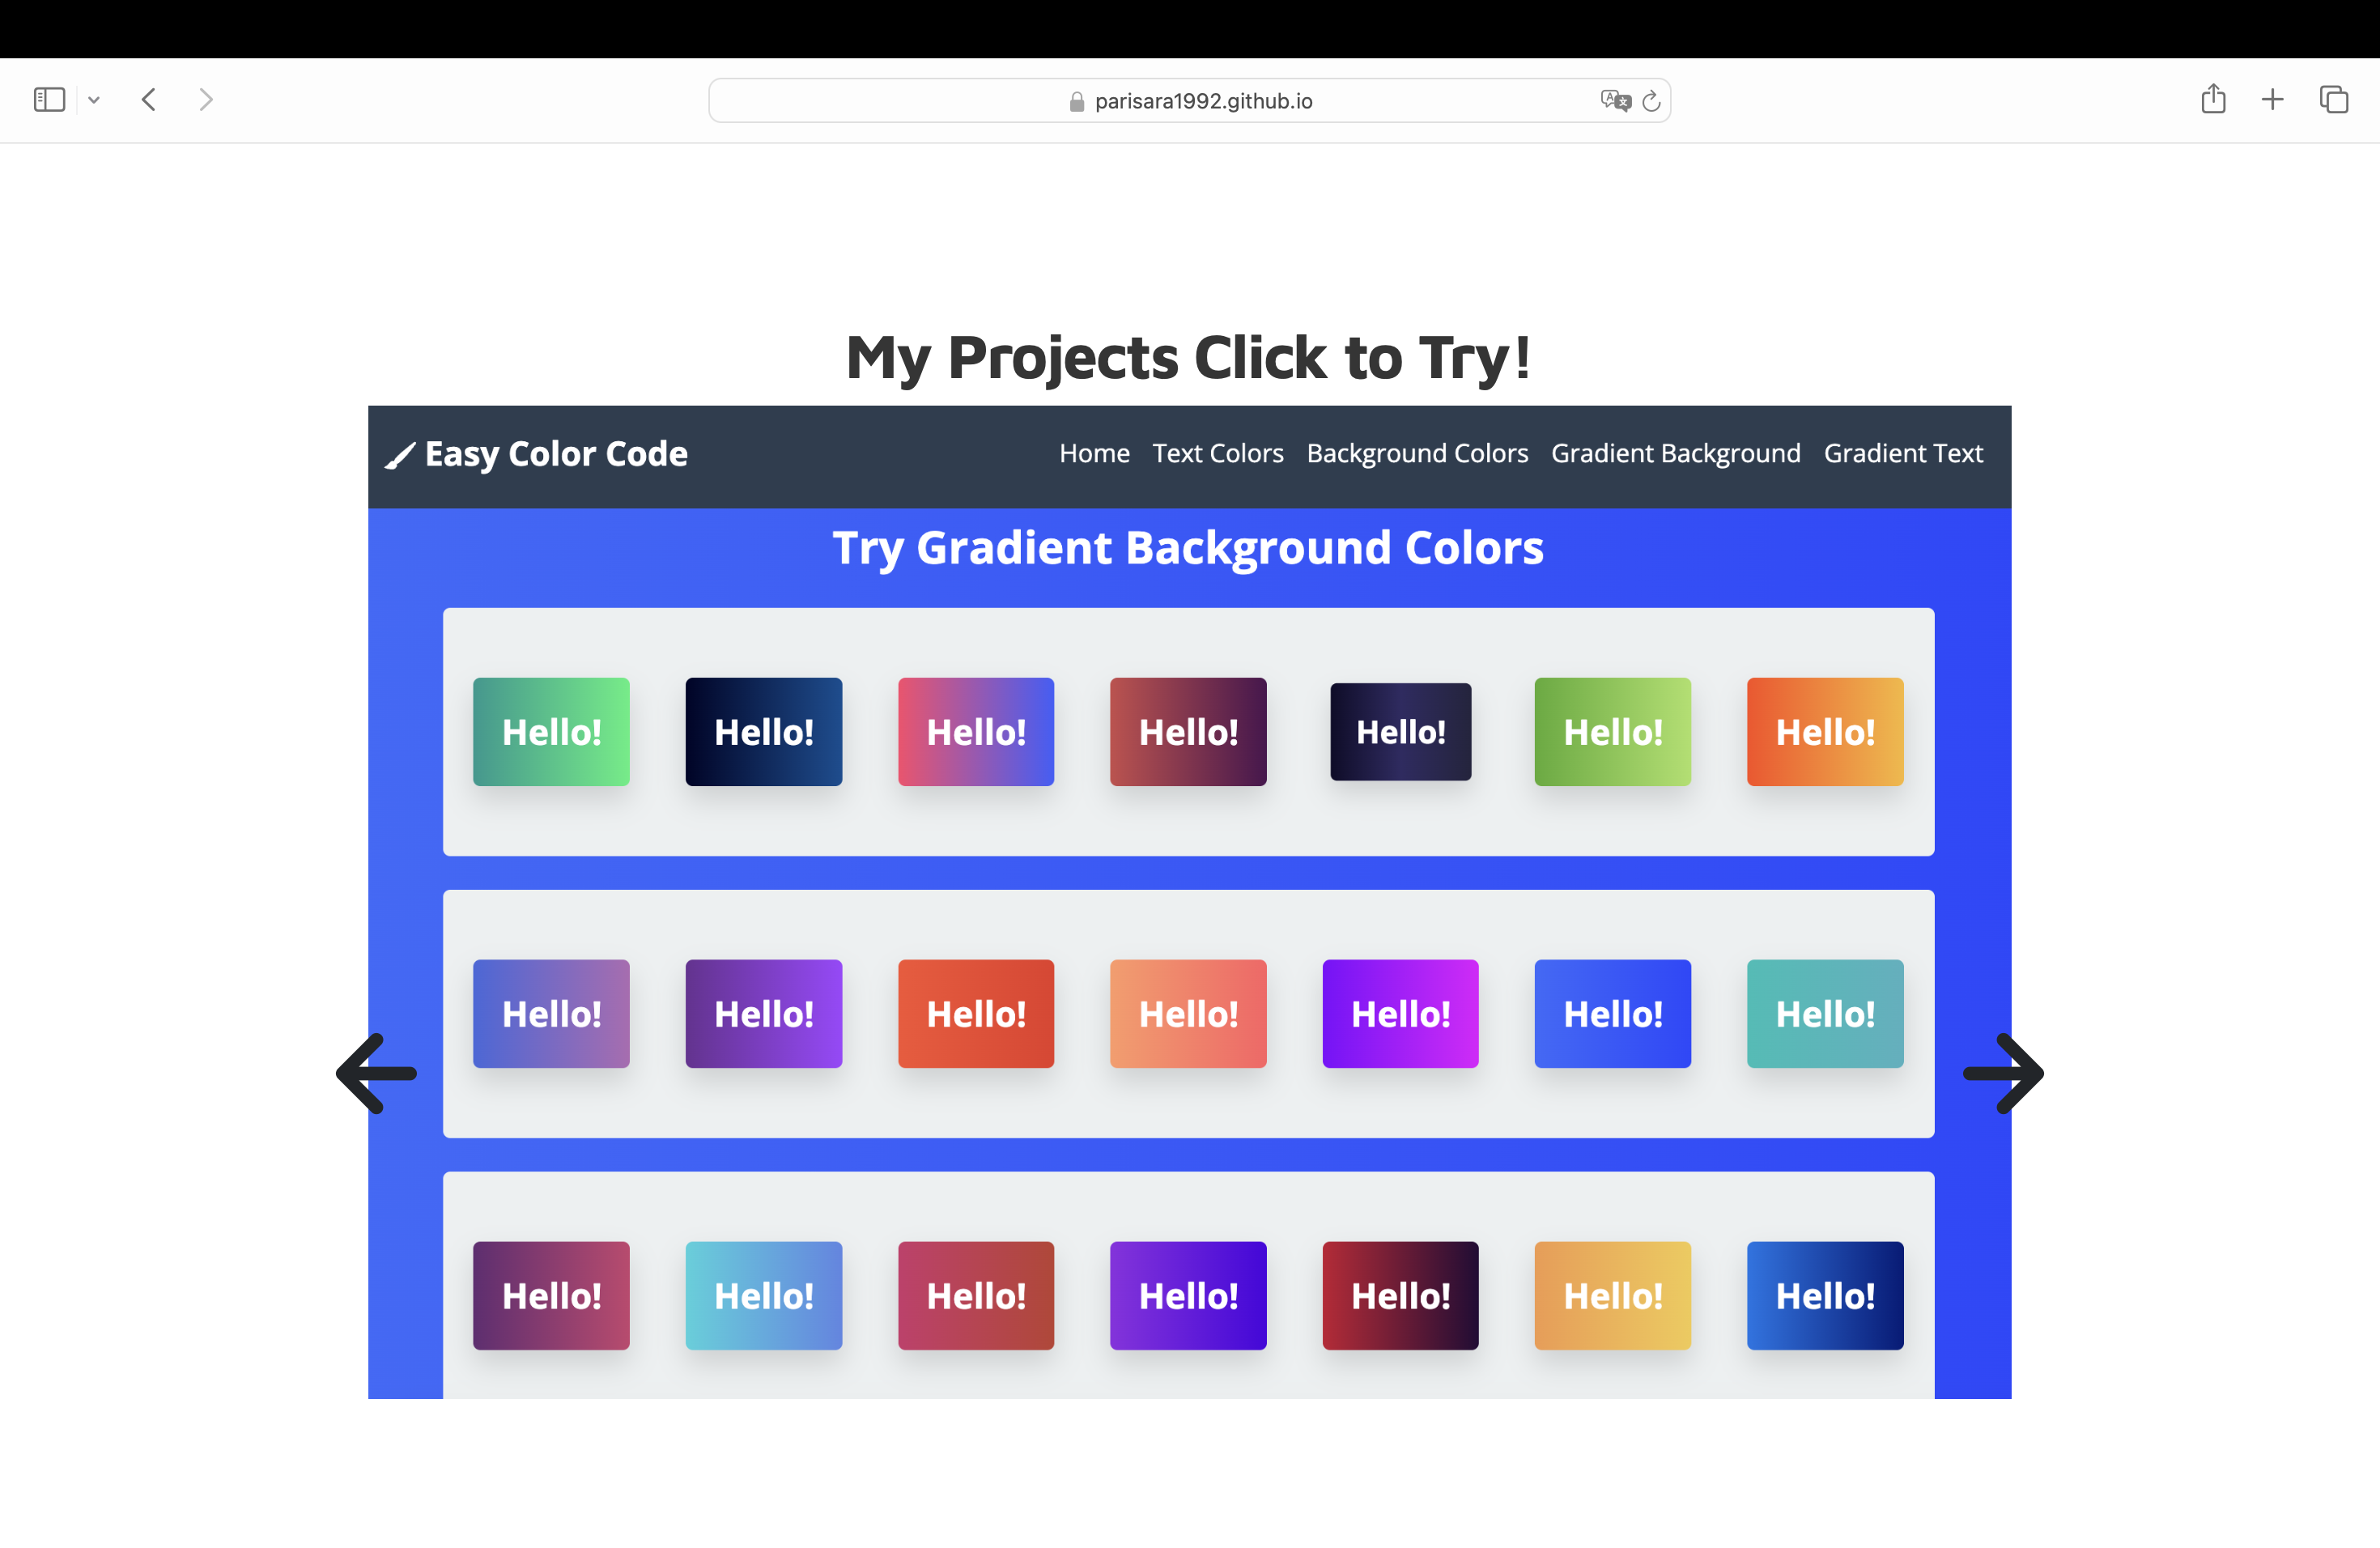 parisara1992.github.io
My Projects Click to Try!
Easy Color Code Home Text Colors Background Colors Gradient Background Gradient Text
Try Gradient Background Colors
Hello! Hello! Hello! Hello! Hello! Hello! Hello!
Hello! Hello! Hello! Hello! Hello! Hello! Hello!
Hello! Hello! Hello! Hello! Hello! Hello! Hello!